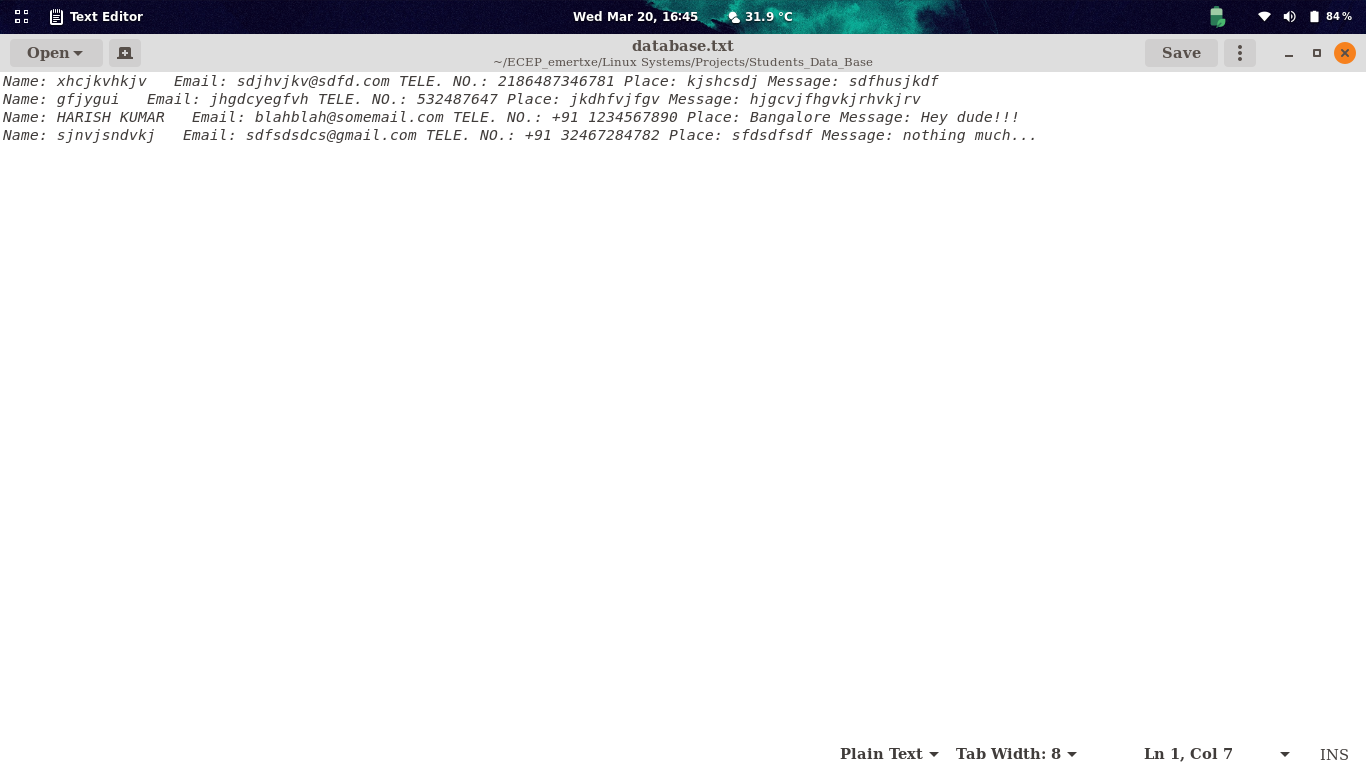 Text Editor
Wed Mar 20, 16:45
31.9 °C
84 %
Open
database.txt
~/ECEP_emertxe/Linux Systems/Projects/Students_Data_Base
Save
Name: xhcjkvhkjv   Email: sdjhvjkv@sdfd.com TELE. NO.: 2186487346781 Place: kjshcsdj Message: sdfhusjkdf
Name: gfjygui   Email: jhgdcyegfvh TELE. NO.: 532487647 Place: jkdhfvjfgv Message: hjgcvjfhgvkjrhvkjrv
Name: HARISH KUMAR   Email: blahblah@somemail.com TELE. NO.: +91 1234567890 Place: Bangalore Message: Hey dude!!!
Name: sjnvjsndvkj   Email: sdfsdsdcs@gmail.com TELE. NO.: +91 32467284782 Place: sfdsdfsdf Message: nothing much...
Plain Text
Tab Width: 8
Ln 1, Col 7
INS